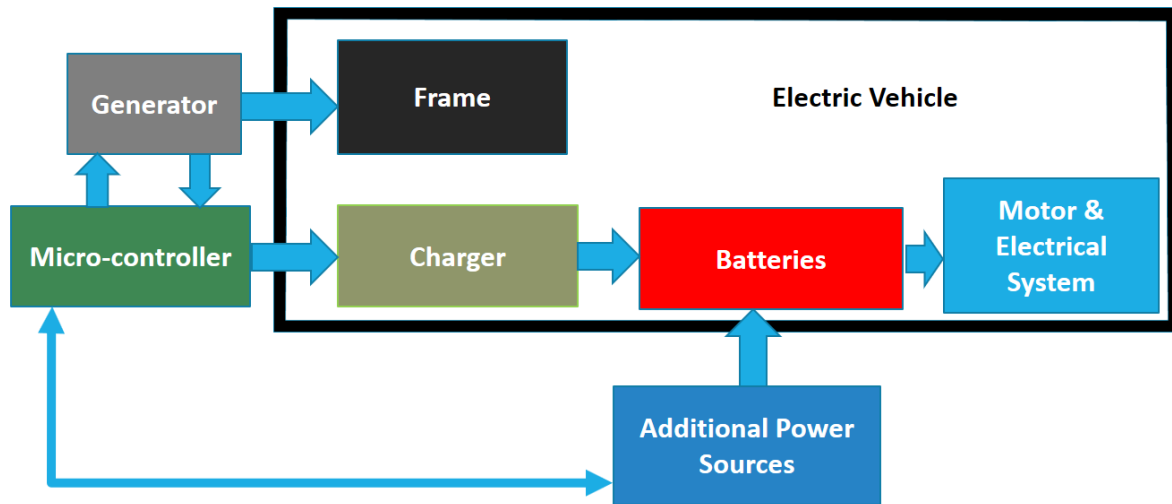 Generator
Frame
Electric Vehicle
Micro-controller
Charger
Batteries
Motor &
Electrical
System
Additional Power
Sources